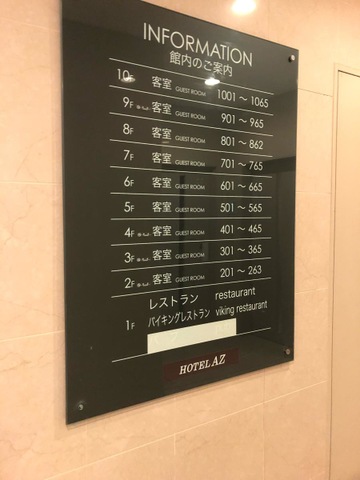 INFORMATION
館内のご案内
10F 客室 GUEST ROOM 1001 ～ 1065
9F 客室 GUEST ROOM 901 ～ 965
8F 客室 GUEST ROOM 801 ～ 862
7F 客室 GUEST ROOM 701 ～ 765
6F 客室 GUEST ROOM 601 ～ 665
5F 客室 GUEST ROOM 501 ～ 565
4F 客室 GUEST ROOM 401 ～ 465
3F 客室 GUEST ROOM 301 ～ 365
2F 客室 GUEST ROOM 201 ～ 263
レストラン restaurant
1F バイキングレストラン viking restaurant
HOTEL AZ